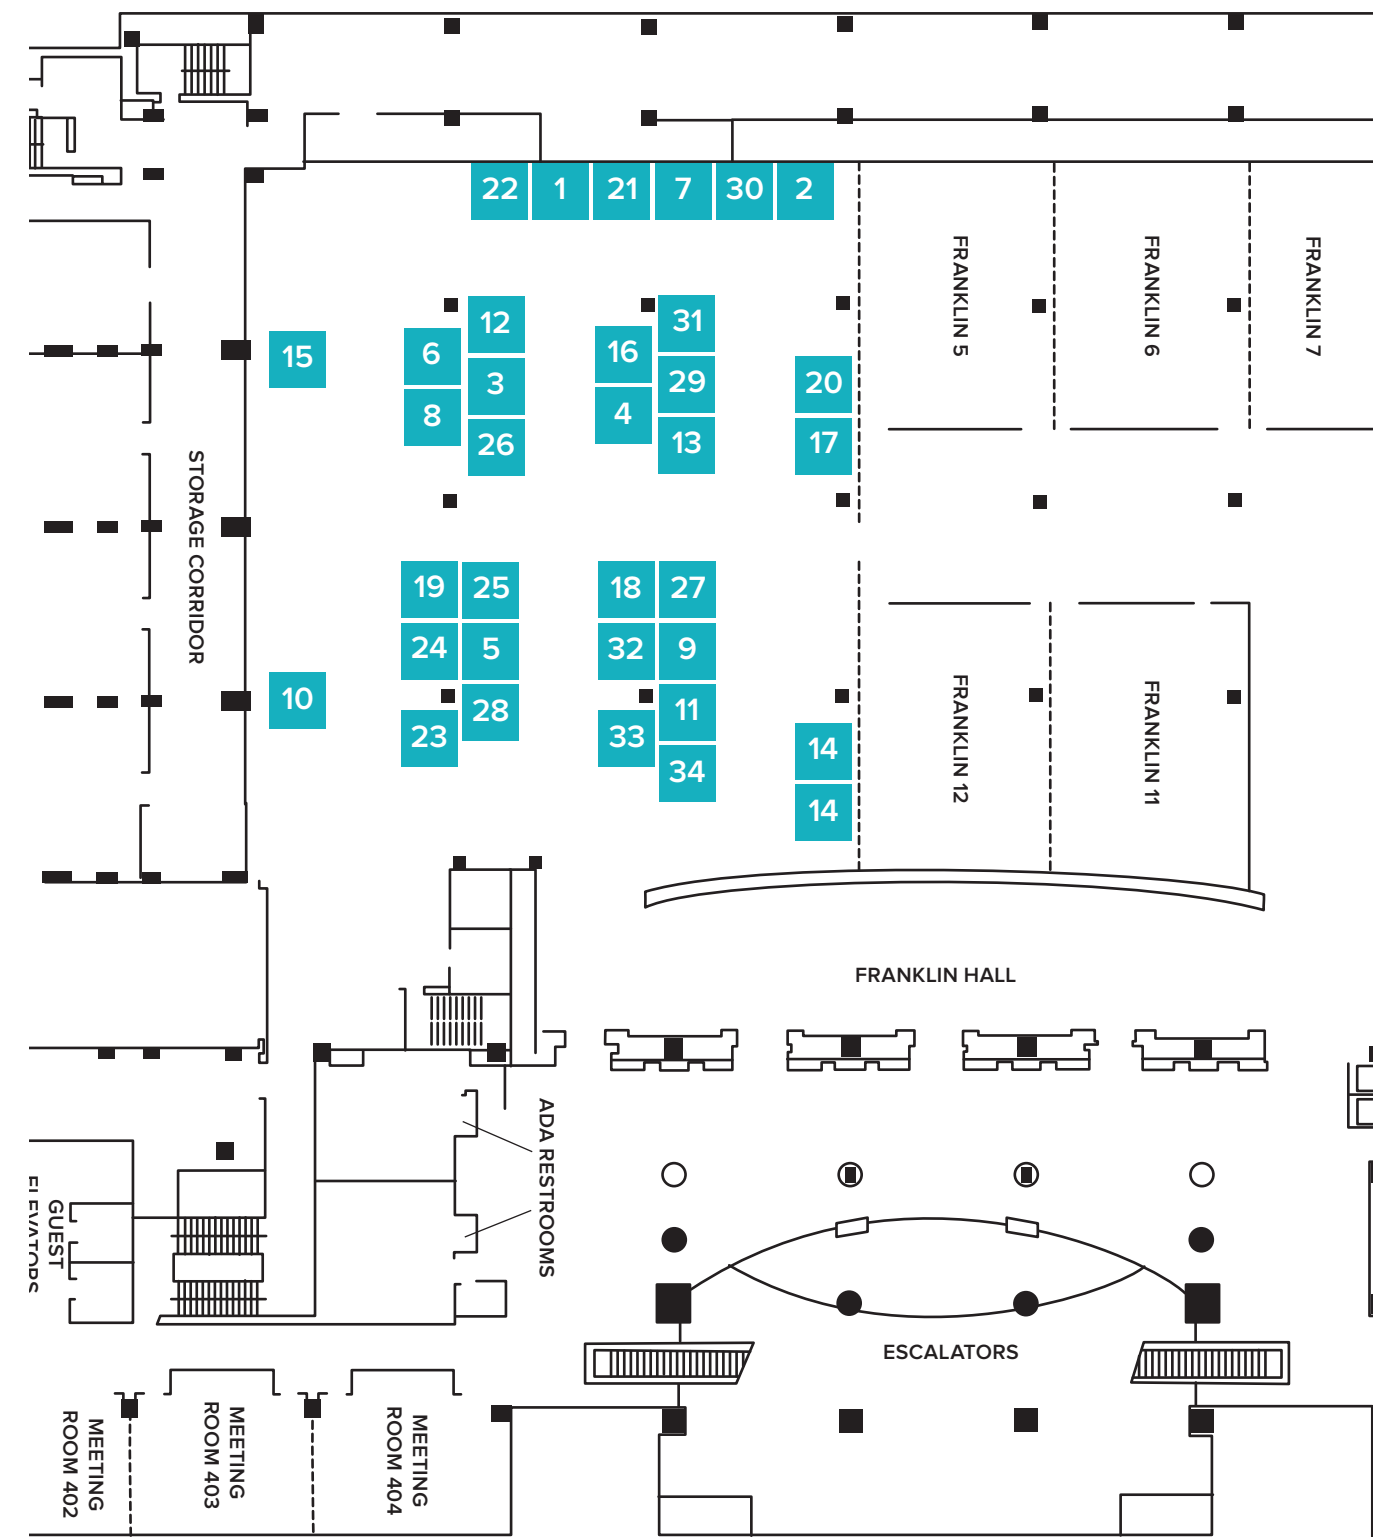 22 1 21 7 30 2
FRANKLIN 5
FRANKLIN 6
FRANKLIN 7
12
31
6
16
15
3
29
20
8
4
26
13
17
STORAGE CORRIDOR
19 25
18 27
24 5
32 9
10
28
11
23
33
34
14
14
FRANKLIN 12
FRANKLIN 11
FRANKLIN HALL
ADA RESTROOMS
GUEST
ELEVATORS
ESCALATORS
MEETING
ROOM 402
MEETING
ROOM 403
MEETING
ROOM 404